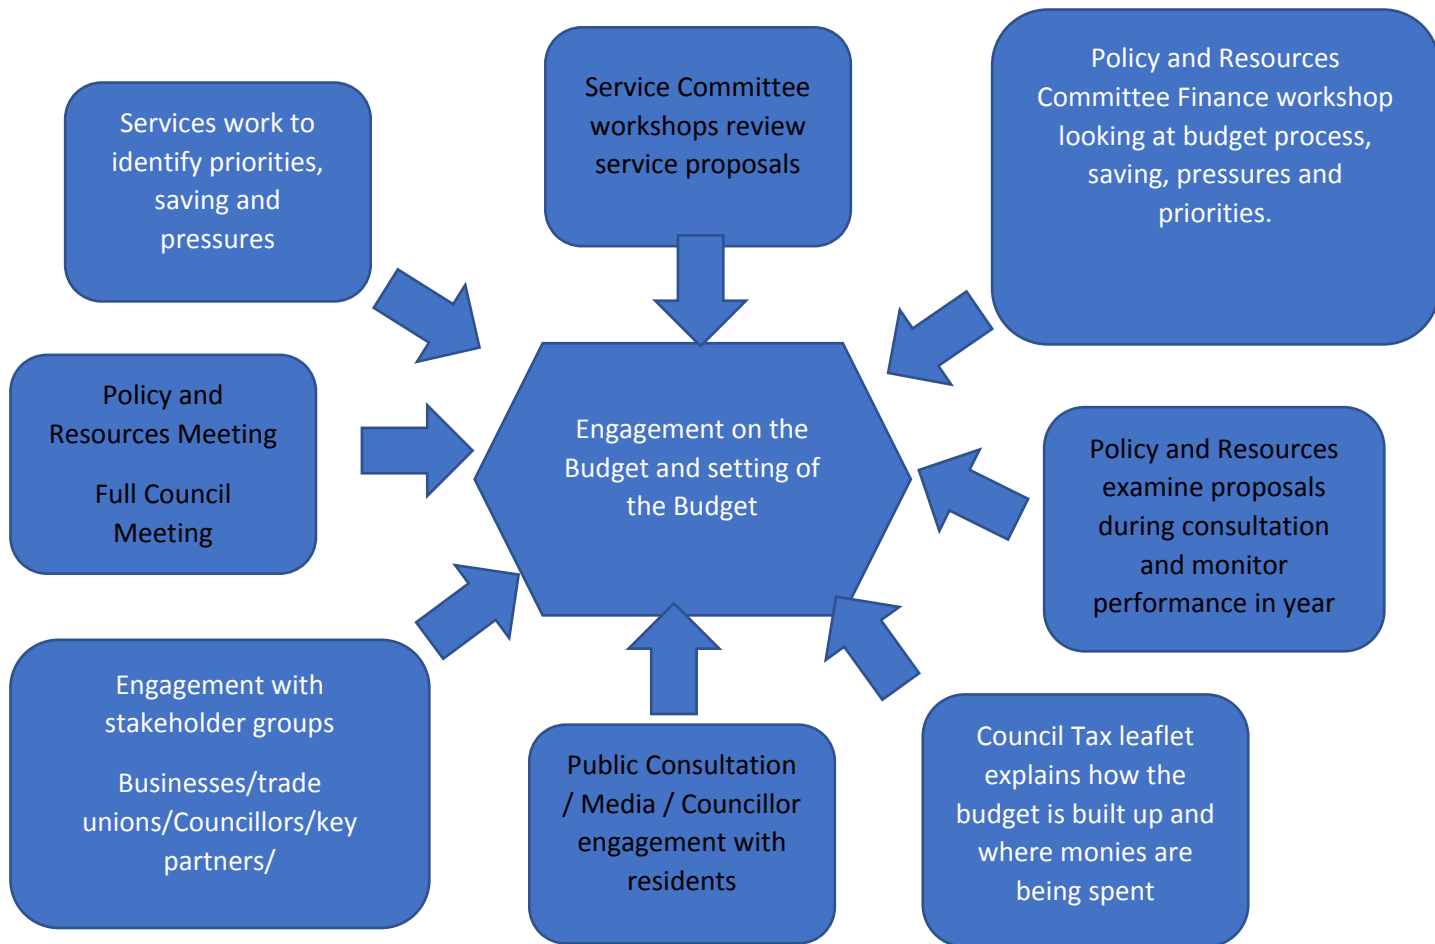 Services work to
identify priorities,
saving and
pressures
Service Committee
workshops review
service proposals
Policy and Resources
Committee Finance workshop
looking at budget process,
saving, pressures and
priorities.
Policy and
Resources Meeting
Full Council
Meeting
Engagement on the
Budget and setting of
the Budget
Policy and Resources
examine proposals
during consultation
and monitor
performance in year
Engagement with
stakeholder groups
Businesses/trade
unions/Councillors/key
partners/
Public Consultation
/ Media / Councillor
engagement with
residents
Council Tax leaflet
explains how the
budget is built up and
where monies are
being spent